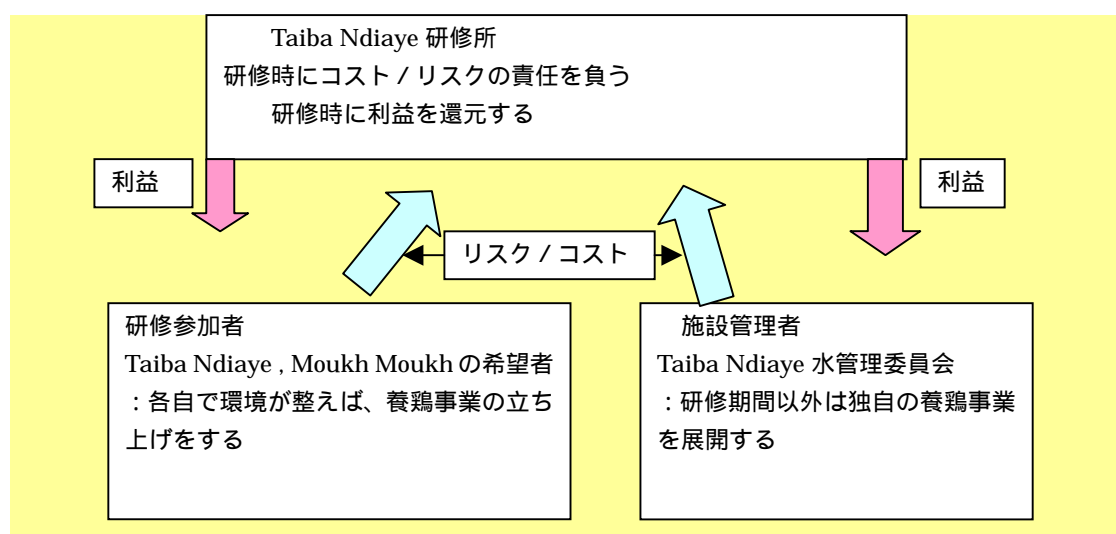 Taiba Ndiaye 研修所
研修時にコスト / リスクの責任を負う
研修時に利益を還元する
利益
利益
リスク / コスト
研修参加者
Taiba Ndiaye , Moukh Moukh の希望者
:各自で環境が整えば、養鶏事業の立ち
上げをする
施設管理者
Taiba Ndiaye 水管理委員会
:研修期間以外は独自の養鶏事業
を展開する